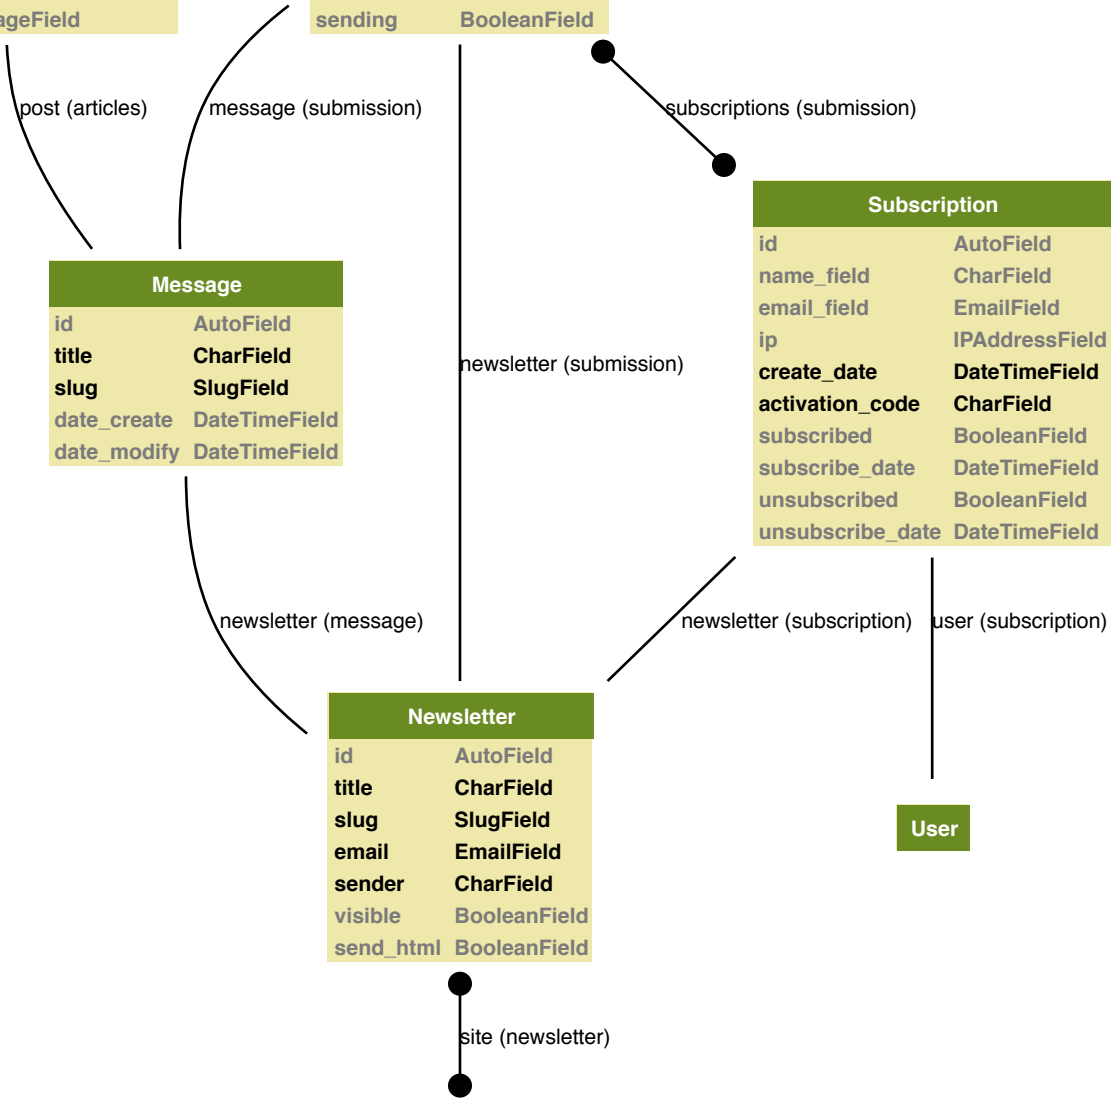 ageField
sending BooleanField
post (articles)
message (submission)
subscriptions (submission)
Subscription
id AutoField
name_field CharField
email_field EmailField
ip IPAddressField
create_date DateTimeField
activation_code CharField
subscribed BooleanField
subscribe_date DateTimeField
unsubscribed BooleanField
unsubscribe_date DateTimeField
Message
id AutoField
title CharField
slug SlugField
date_create DateTimeField
date_modify DateTimeField
newsletter (submission)
newsletter (message)
newsletter (subscription)
user (subscription)
Newsletter
id AutoField
title CharField
slug SlugField
email EmailField
sender CharField
visible BooleanField
send_html BooleanField
User
site (newsletter)